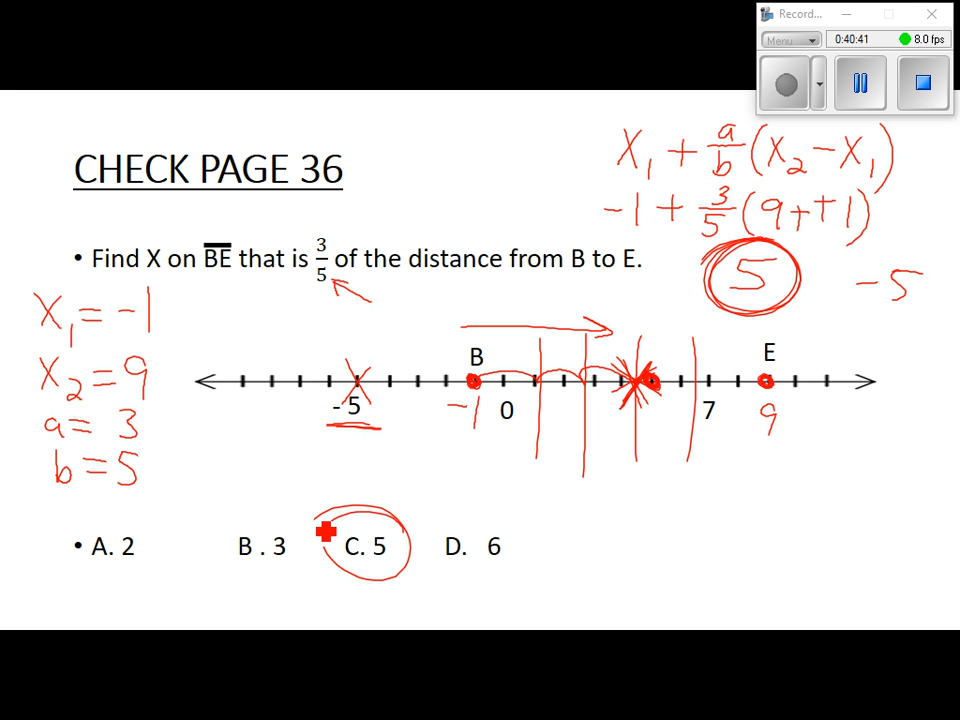 Record...
Menu
0:40:41
8.0 fps
X₁ + a/b (X₂ - X₁)
CHECK PAGE 36
-1 + 3/5 (9 + +1)
• Find X on B̅E̅ that is 3/5 of the distance from B to E.
5
-5
X₁ = -1
X₂ = 9
a = 3
b = 5
B
E
-5
-1
0
7
9
• A. 2 B . 3 C. 5 D. 6